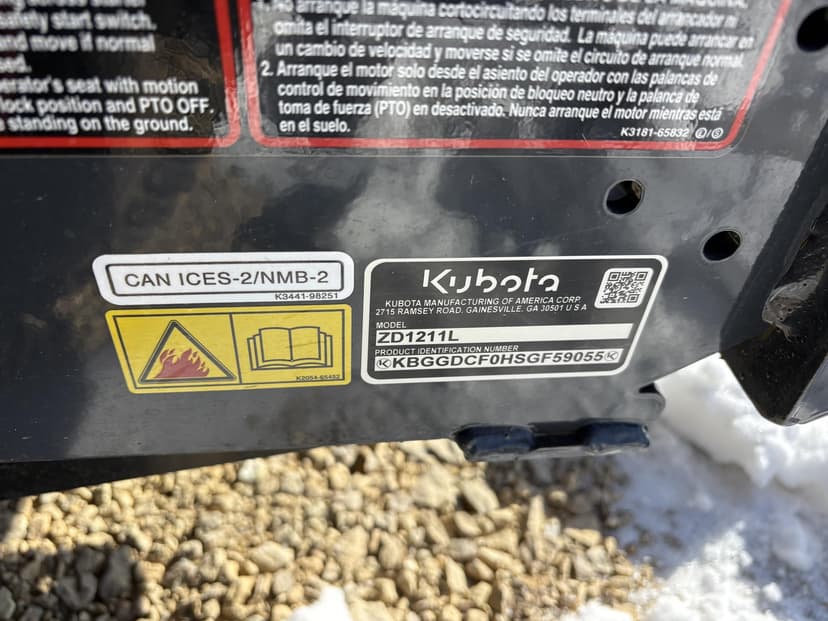 safety start switch.
and move if normal
operator's seat with motion
lock position and PTO OFF.
standing on the ground.
No arranque la máquina cortocircuitando los terminales del arrancador ni
omita el interruptor de arranque de seguridad. La máquina puede arrancar en
un cambio de velocidad y moverse si se omite el circuito de arranque normal.
2. Arranque el motor solo desde el asiento del operador con las palancas de
control de movimiento en la posición de bloqueo neutro y la palanca de
toma de fuerza (PTO) en desactivado. Nunca arranque el motor mientras está
en el suelo.
K3181-65832
CAN ICES-2/NMB-2
K3441-98251
K2054-65452
Kubota
KUBOTA MANUFACTURING OF AMERICA CORP.
2715 RAMSEY ROAD. GAINESVILLE. GA 30501 U S A
MODEL
ZD1211L
PRODUCT IDENTIFICATION NUMBER
KBGGDCF0HSGF59055